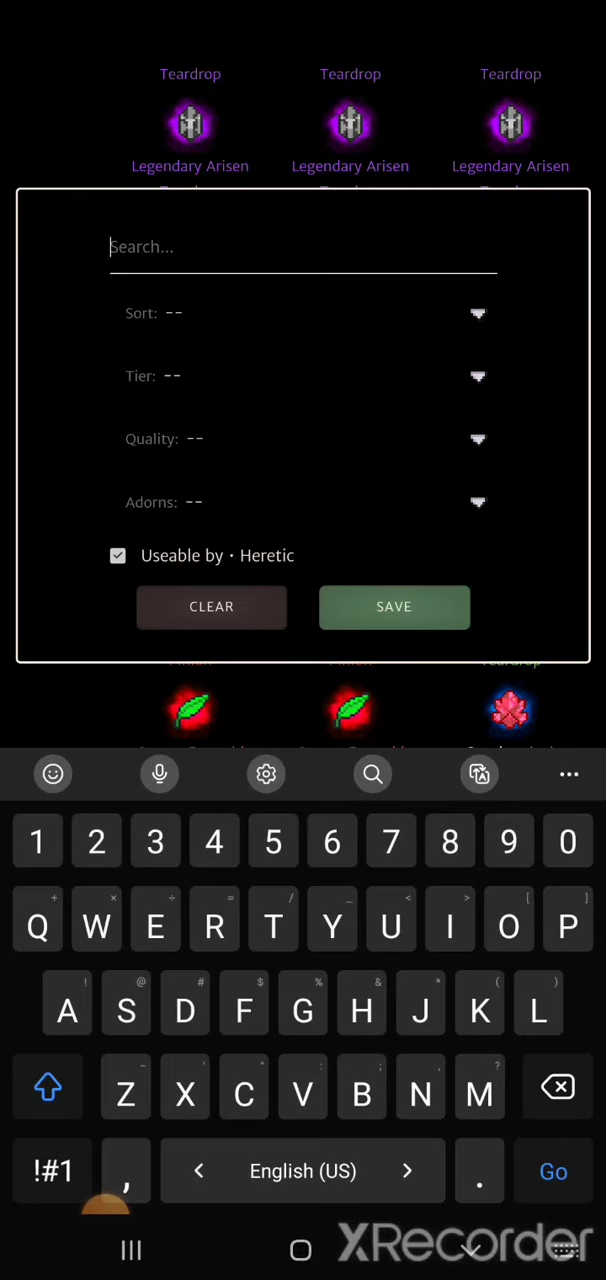 Teardrop Teardrop Teardrop
Legendary Arisen Legendary Arisen Legendary Arisen
Search...
Sort: --
Tier: --
Quality: --
Adorns: --
Useable by • Heretic
CLEAR SAVE
1 2 3 4 5 6 7 8 9 0
+ × ÷ = / _ < > [ ]
Q W E R T Y U I O P
! @ # $ % & * ( )
A S D F G H J K L
- ' " : ; , ?
Z X C V B N M
!#1 , < English (US) > . Go
XRecorder